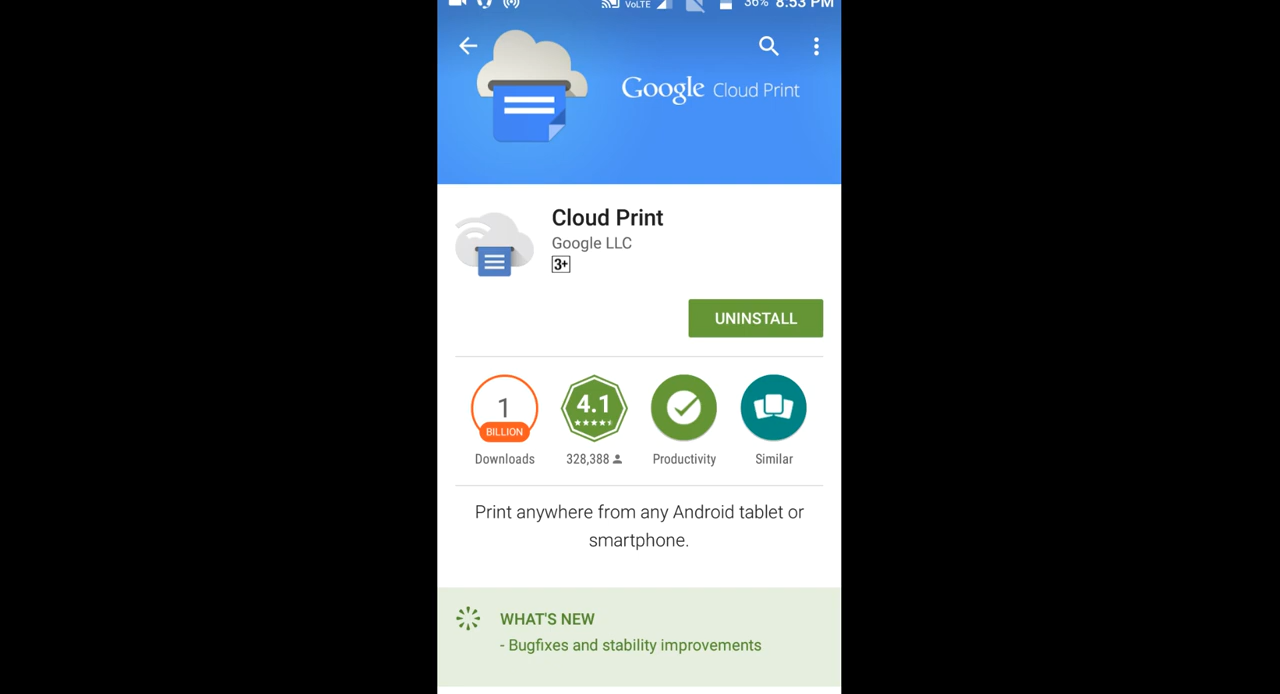 VoLTE 36% 8:53 PM
Google Cloud Print
Cloud Print
Google LLC
3+
UNINSTALL
1
BILLION
Downloads
4.1
328,388
Productivity
Similar
Print anywhere from any Android tablet or
smartphone.
WHAT'S NEW
- Bugfixes and stability improvements